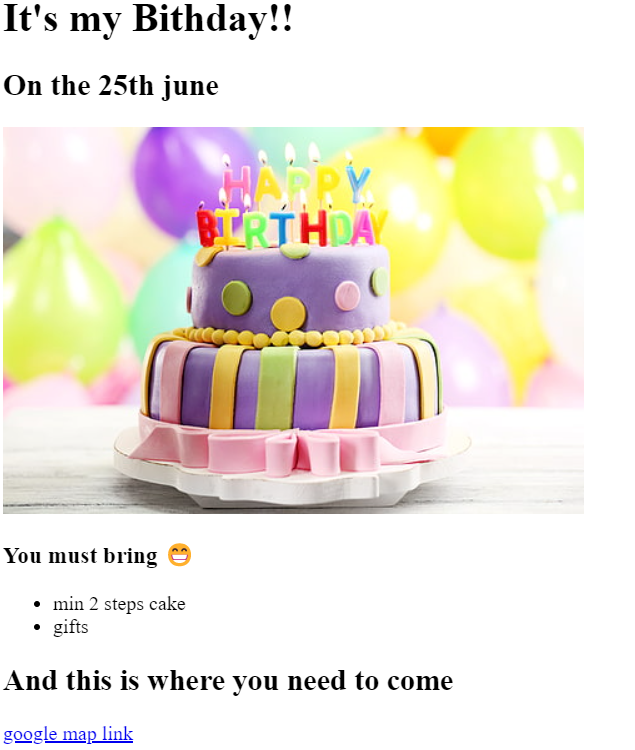 It's my Bithday!!
On the 25th june
HAPPY
BIRTHDAY
You must bring 😁
min 2 steps cake
gifts
And this is where you need to come
google map link